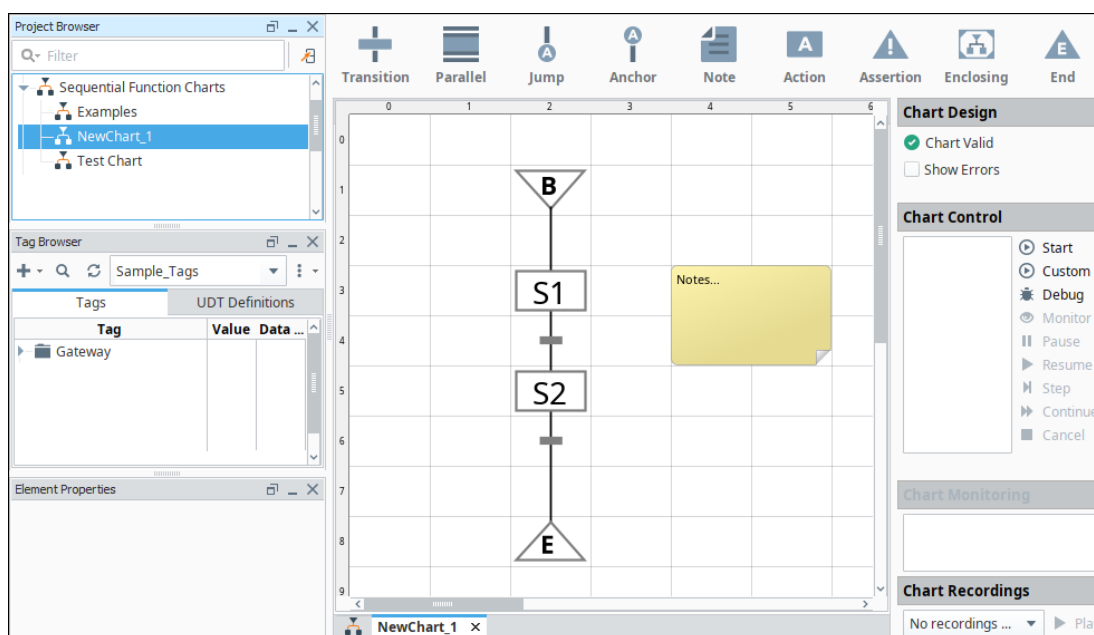 Project Browser
Filter
Sequential Function Charts
Examples
NewChart_1
Test Chart
Tag Browser
Sample_Tags
Tags UDT Definitions
Tag Value Data ...
Gateway
Element Properties
A A A E
Transition Parallel Jump Anchor Note Action Assertion Enclosing End
0 1 2 3 4 5 6
0
1
2
3
4
5
6
7
8
9
B
S1
Notes...
S2
E
NewChart_1
Chart Design
Chart Valid
Show Errors
Chart Control
Start
Custom
Debug
Monitor
Pause
Resume
Step
Continue
Cancel
Chart Monitoring
Chart Recordings
No recordings ... Pla